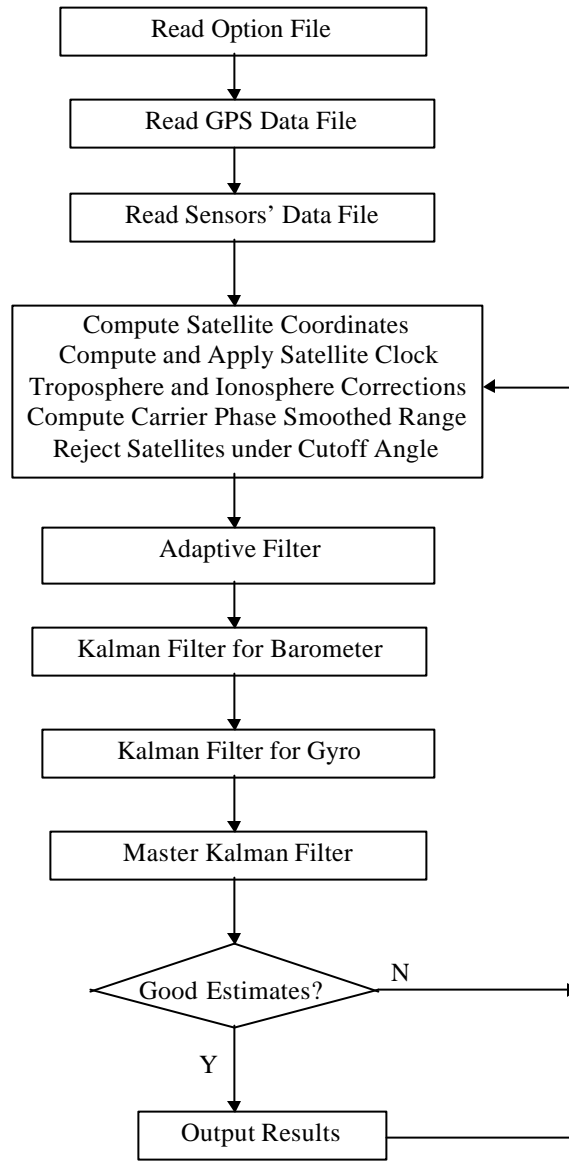 Read Option File
Read GPS Data File
Read Sensors’ Data File
Compute Satellite Coordinates
Compute and Apply Satellite Clock
Troposphere and Ionosphere Corrections
Compute Carrier Phase Smoothed Range
Reject Satellites under Cutoff Angle
Adaptive Filter
Kalman Filter for Barometer
Kalman Filter for Gyro
Master Kalman Filter
Good Estimates?
N
Y
Output Results